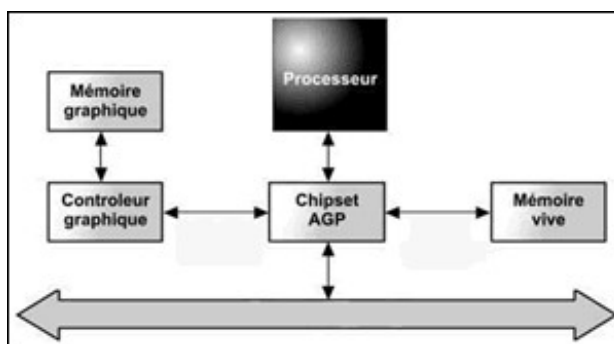 Processeur
Mémoire
graphique
Controleur
graphique
Chipset
AGP
Mémoire
vive